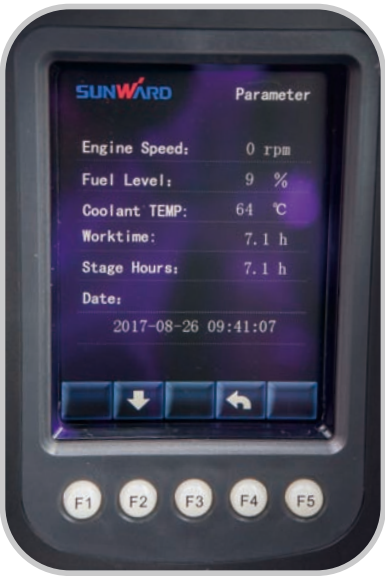 SUNWARD Parameter
Engine Speed: 0 rpm
Fuel Level: 9 %
Coolant TEMP: 64 ℃
Worktime: 7.1 h
Stage Hours: 7.1 h
Date:
2017-08-26 09:41:07
F1 F2 F3 F4 F5